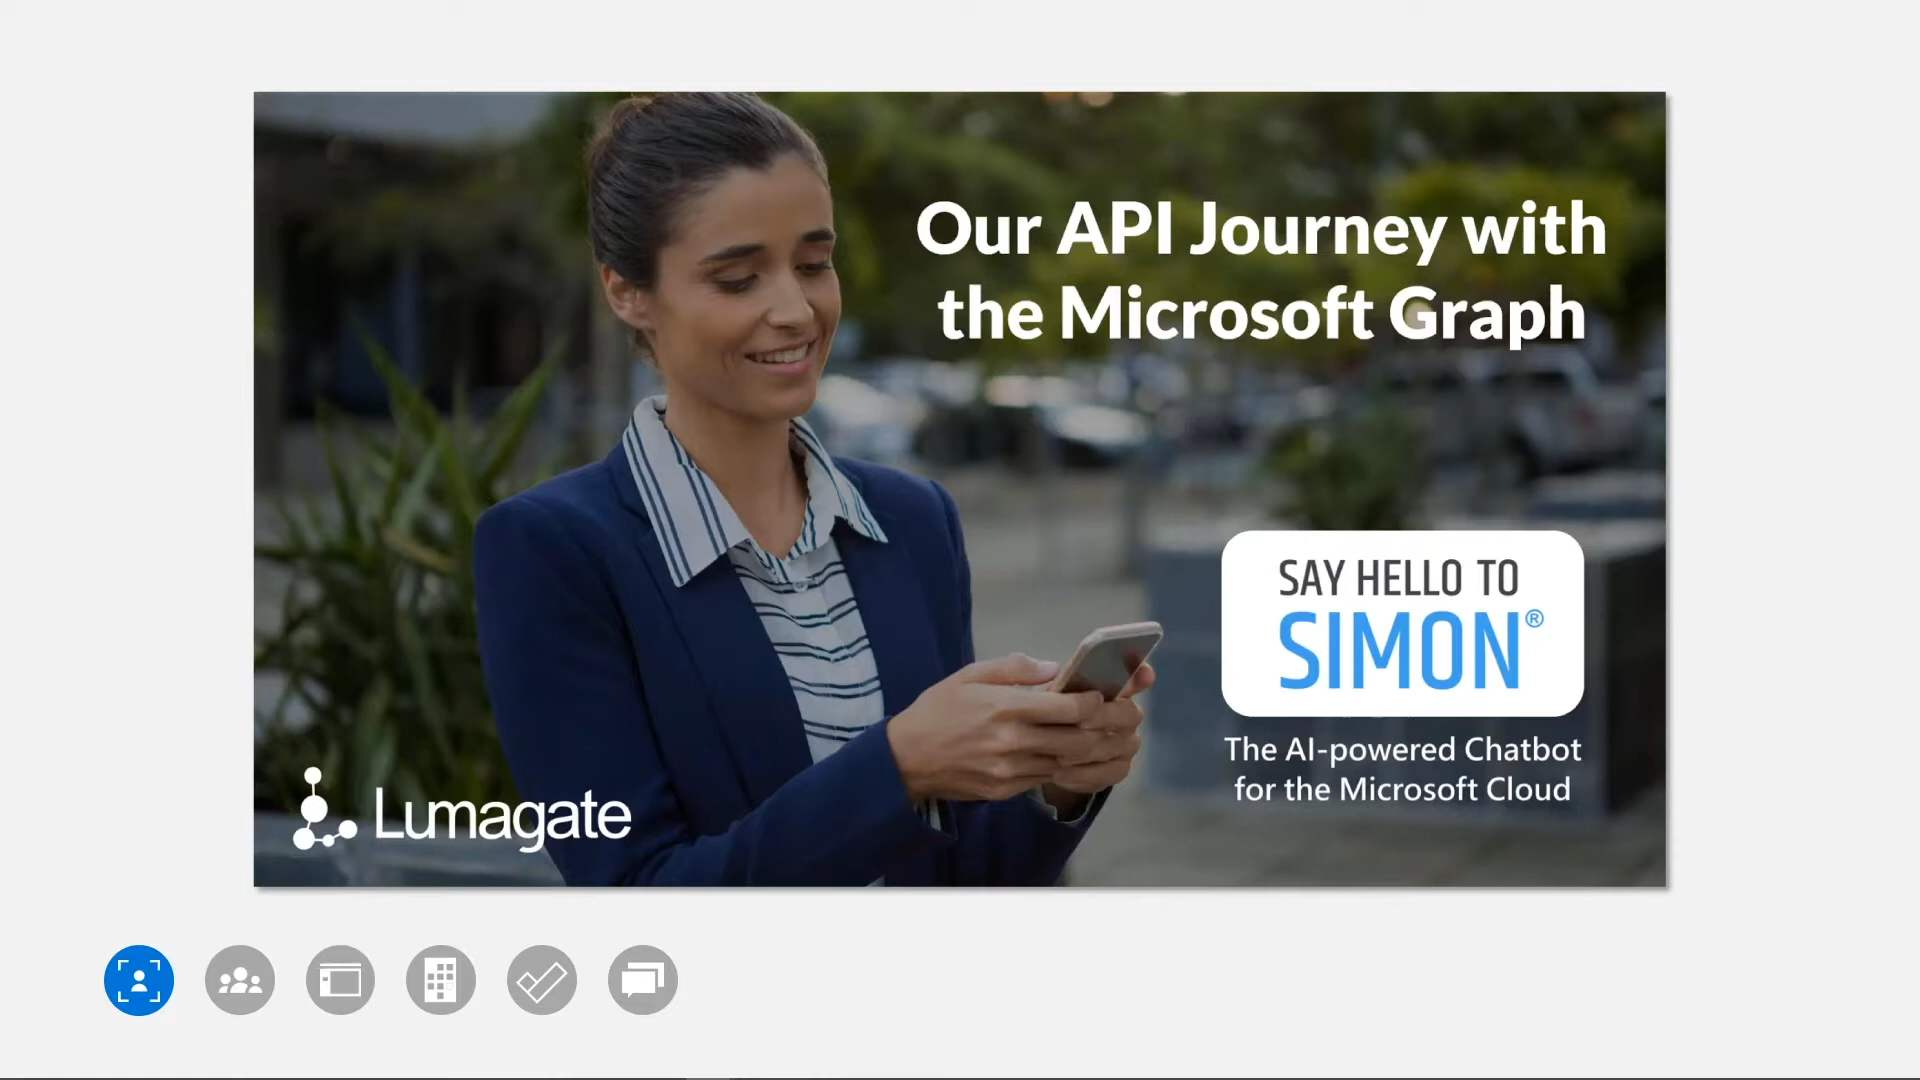 Our API Journey with
the Microsoft Graph
SAY HELLO TO
SIMON®
The AI-powered Chatbot
for the Microsoft Cloud
Lumagate